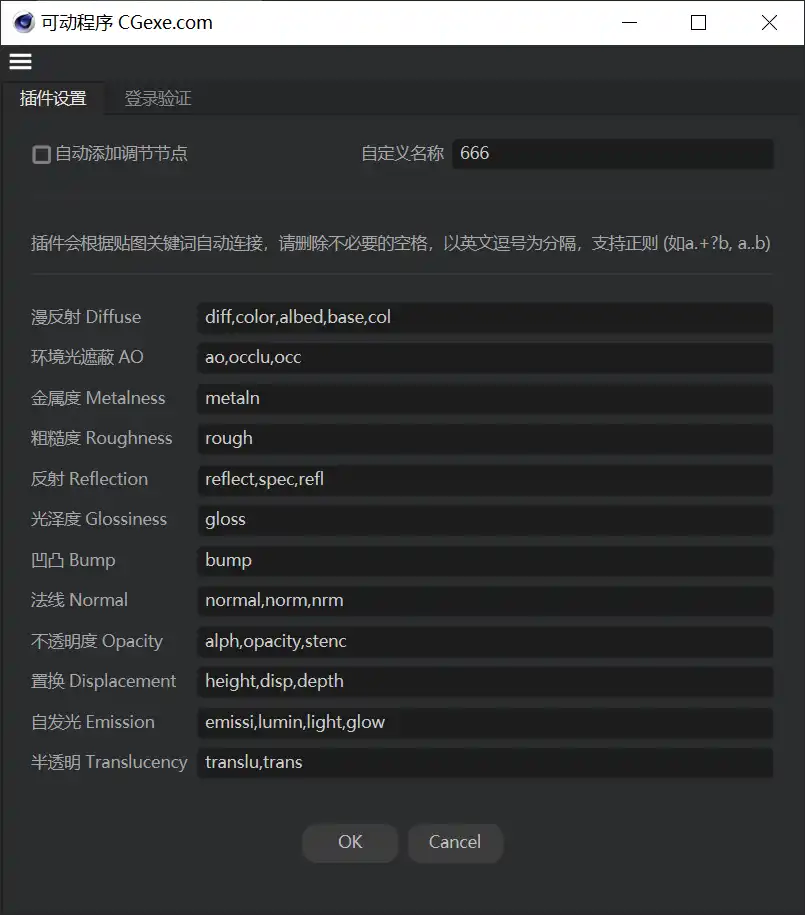 可动程序 CGexe.com
插件设置 登录验证
自动添加调节节点 自定义名称 666
插件会根据贴图关键词自动连接，请删除不必要的空格，以英文逗号为分隔，支持正则 (如a.+?b, a..b)
漫反射 Diffuse diff,color,albed,base,col
环境光遮蔽 AO ao,occlu,occ
金属度 Metalness metaln
粗糙度 Roughness rough
反射 Reflection reflect,spec,refl
光泽度 Glossiness gloss
凹凸 Bump bump
法线 Normal normal,norm,nrm
不透明度 Opacity alph,opacity,stenc
置换 Displacement height,disp,depth
自发光 Emission emissi,lumin,light,glow
半透明 Translucency translu,trans
OK Cancel